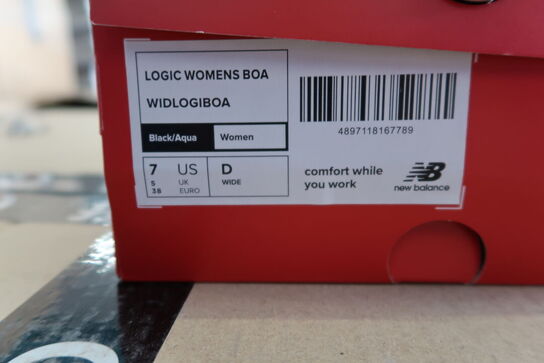 LOGIC WOMENS BOA
WIDLOGIBOA
Black/Aqua Women
7 US D
5 UK WIDE
38 EURO
4897118167789
comfort while
you work
NB
new balance